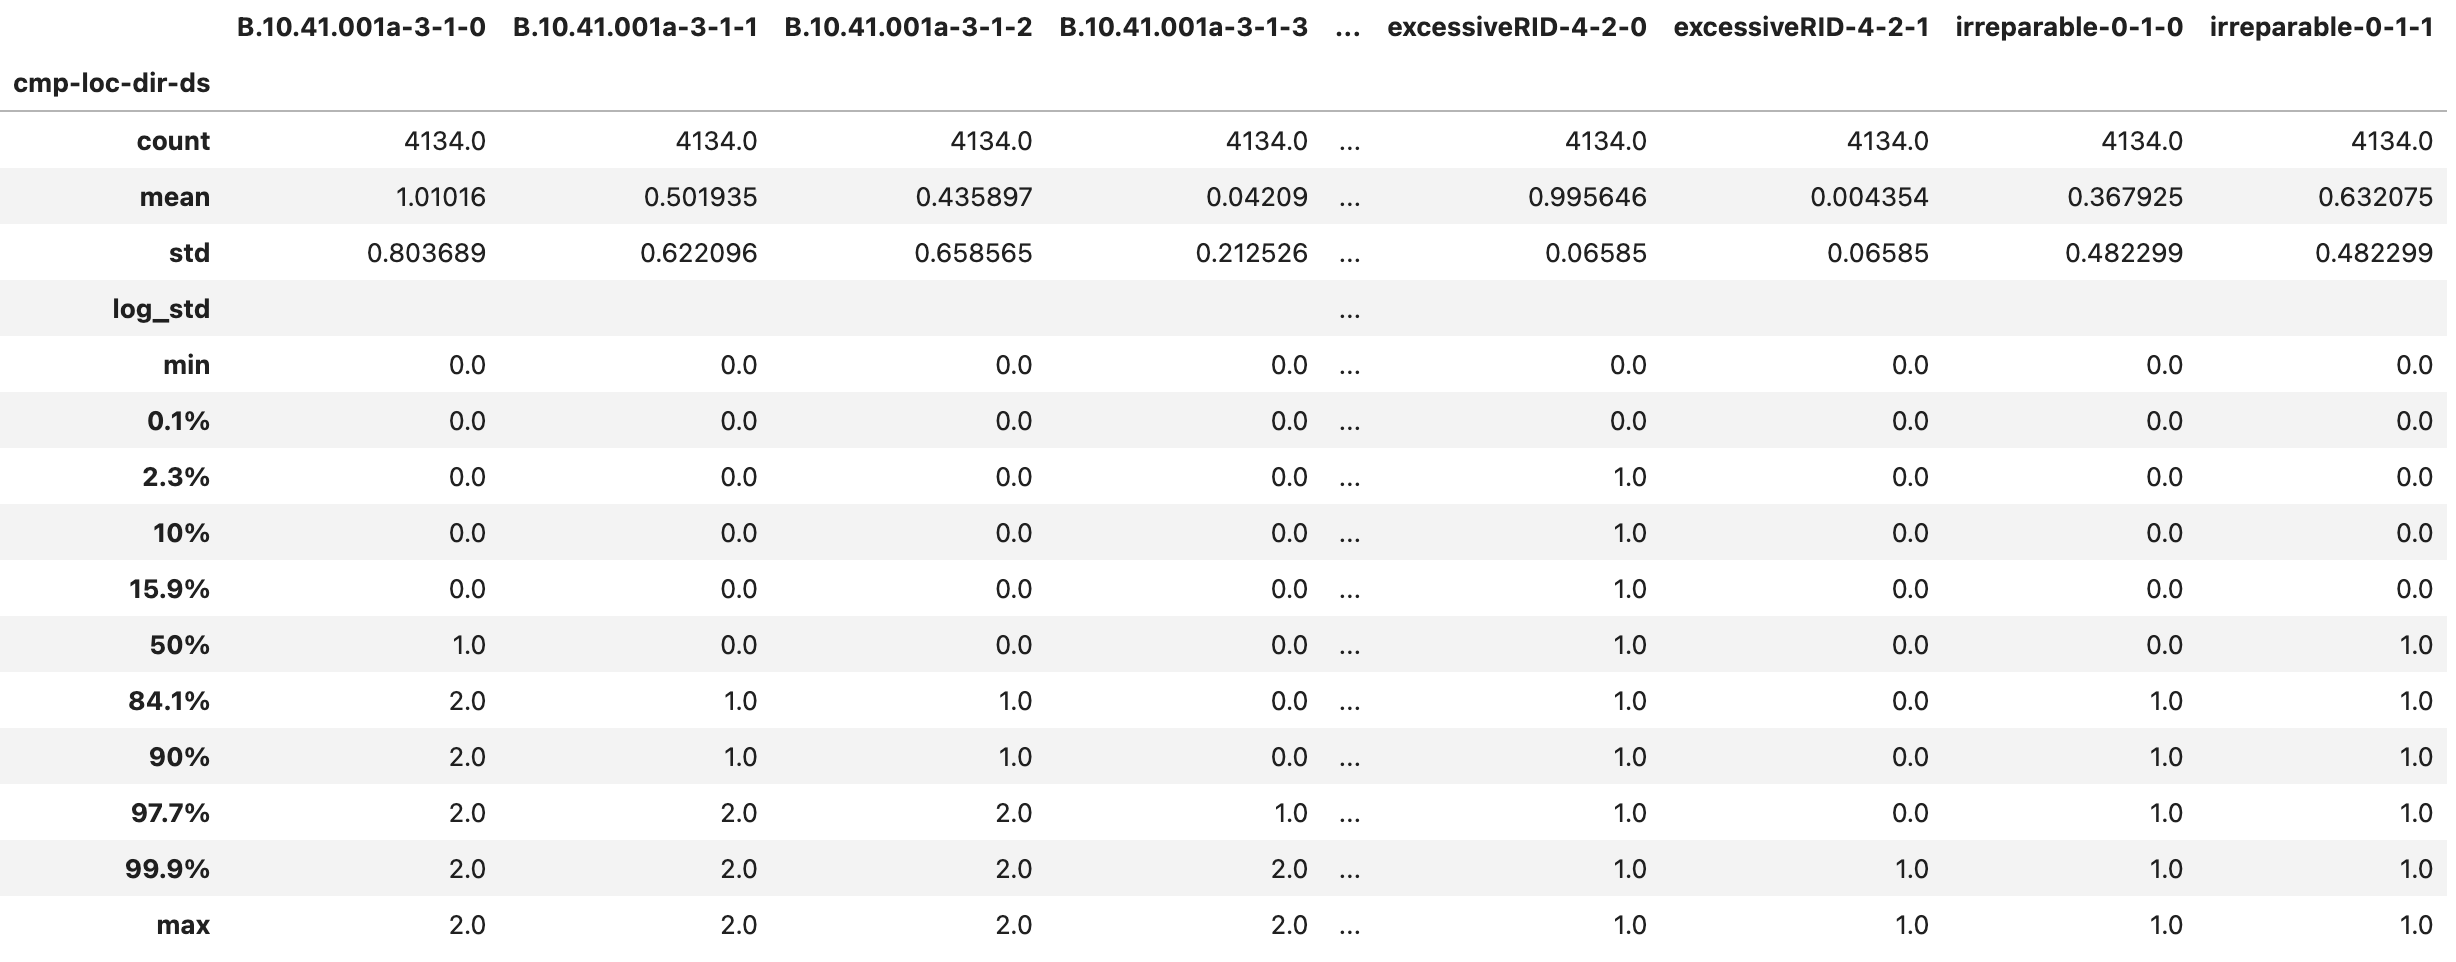 B.10.41.001a-3-1-0 B.10.41.001a-3-1-1 B.10.41.001a-3-1-2 B.10.41.001a-3-1-3 ... excessiveRID-4-2-0 excessiveRID-4-2-1 irreparable-0-1-0 irreparable-0-1-1
cmp-loc-dir-ds
count 4134.0 4134.0 4134.0 4134.0 ... 4134.0 4134.0 4134.0 4134.0
mean 1.01016 0.501935 0.435897 0.04209 ... 0.995646 0.004354 0.367925 0.632075
std 0.803689 0.622096 0.658565 0.212526 ... 0.06585 0.06585 0.482299 0.482299
log_std ...
min 0.0 0.0 0.0 0.0 ... 0.0 0.0 0.0 0.0
0.1% 0.0 0.0 0.0 0.0 ... 0.0 0.0 0.0 0.0
2.3% 0.0 0.0 0.0 0.0 ... 1.0 0.0 0.0 0.0
10% 0.0 0.0 0.0 0.0 ... 1.0 0.0 0.0 0.0
15.9% 0.0 0.0 0.0 0.0 ... 1.0 0.0 0.0 0.0
50% 1.0 0.0 0.0 0.0 ... 1.0 0.0 0.0 1.0
84.1% 2.0 1.0 1.0 0.0 ... 1.0 0.0 1.0 1.0
90% 2.0 1.0 1.0 0.0 ... 1.0 0.0 1.0 1.0
97.7% 2.0 2.0 2.0 1.0 ... 1.0 0.0 1.0 1.0
99.9% 2.0 2.0 2.0 2.0 ... 1.0 1.0 1.0 1.0
max 2.0 2.0 2.0 2.0 ... 1.0 1.0 1.0 1.0